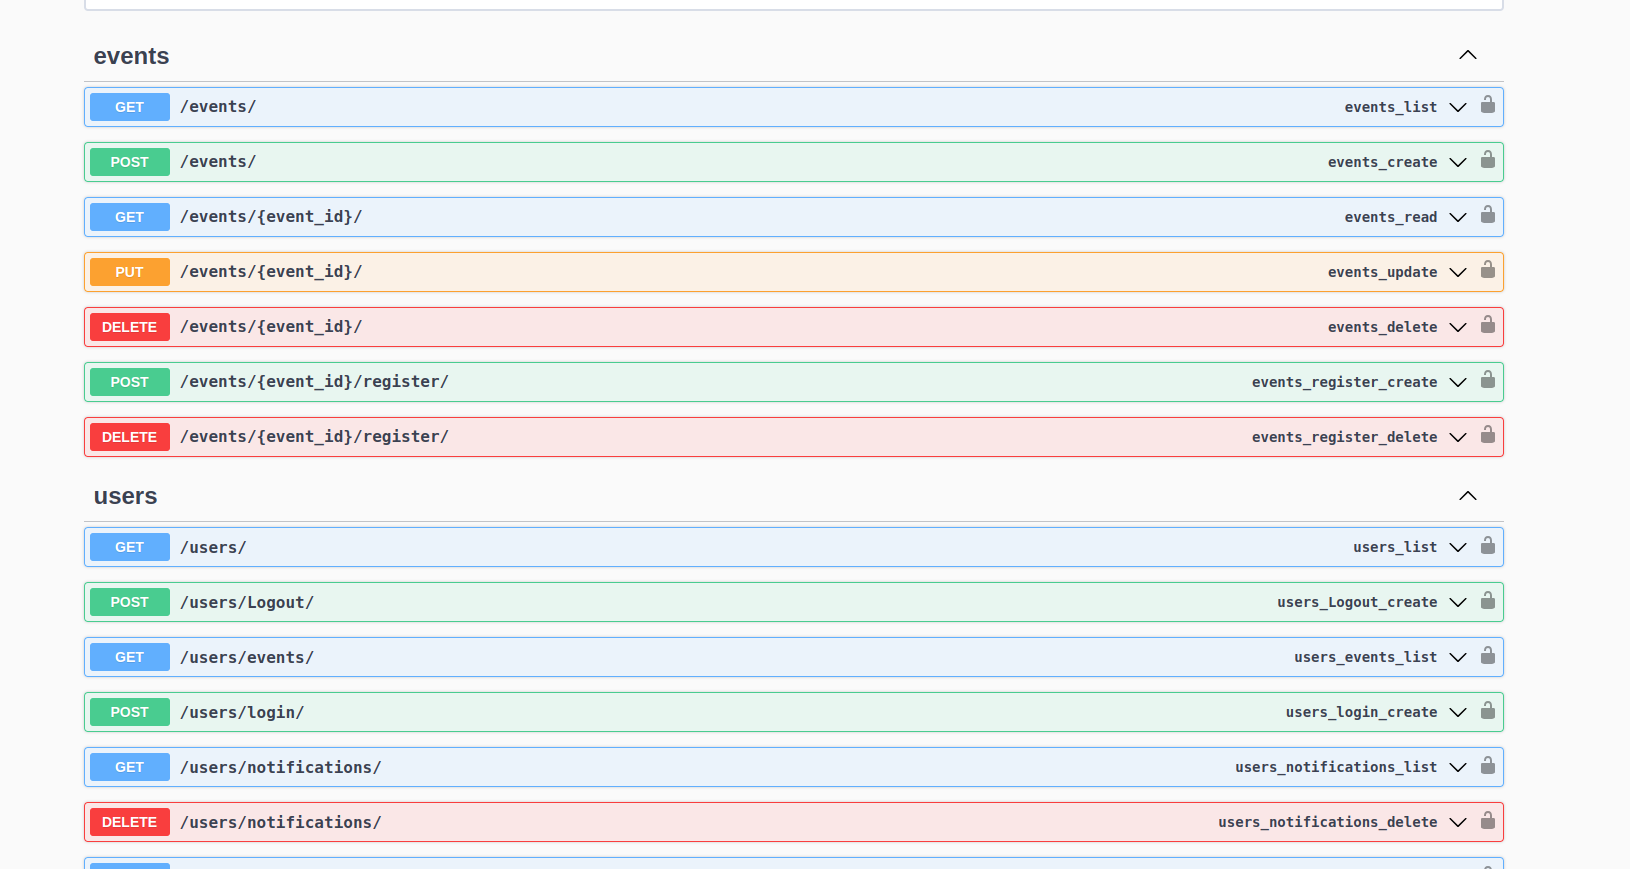 events
GET /events/ events_list
POST /events/ events_create
GET /events/{event_id}/ events_read
PUT /events/{event_id}/ events_update
DELETE /events/{event_id}/ events_delete
POST /events/{event_id}/register/ events_register_create
DELETE /events/{event_id}/register/ events_register_delete
users
GET /users/ users_list
POST /users/Logout/ users_Logout_create
GET /users/events/ users_events_list
POST /users/login/ users_login_create
GET /users/notifications/ users_notifications_list
DELETE /users/notifications/ users_notifications_delete